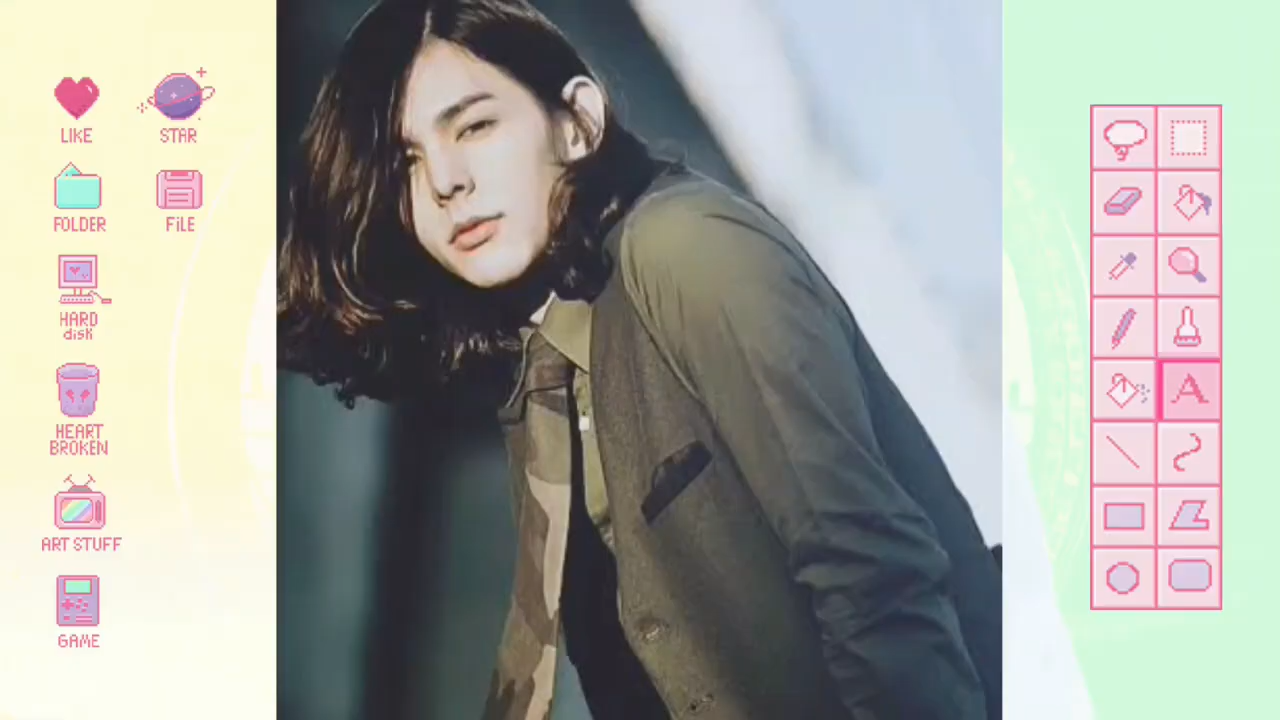 LIKE
STAR
FOLDER
FiLE
HARD
disk
HEART
BROKEN
ART STUFF
GAME
A